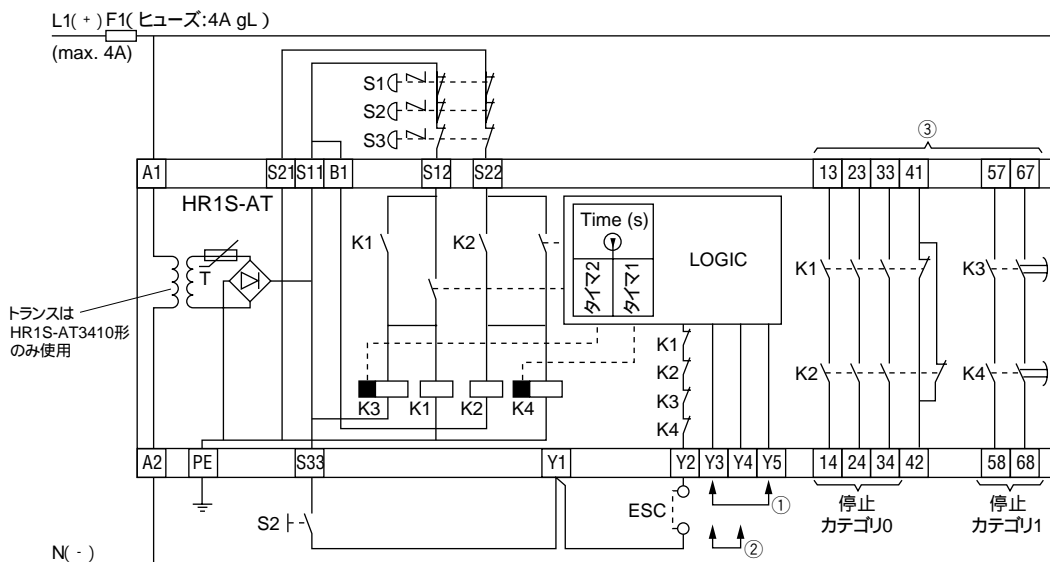 L1( + ) F1( ヒューズ:4A gL )
(max. 4A)
S1
S2
S3
③
A1 S21 S11 B1 S12 S22 13 23 33 41 57 67
HR1S-AT
Time (s)
K1 K2 LOGIC
タイマ2 タイマ1
K1 K3
T
トランスは
HR1S-AT3410形
のみ使用
K1
K2
K2 K4
K3
K3 K1 K2 K4
K4
A2 PE S33 Y1 Y2 Y3 Y4 Y5 14 24 34 42 58 68
ESC ①
停止
カテゴリ0
停止
カテゴリ1
S2
②
N( - )